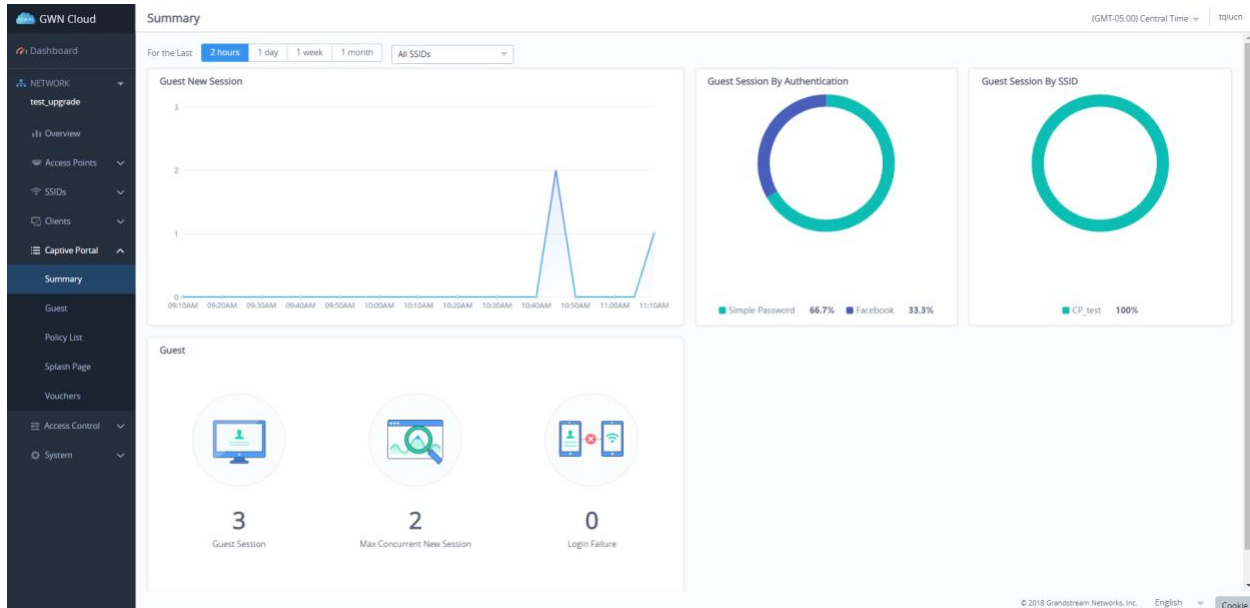 GWN GWN Cloud
Summary
(GMT-05:00) Central Time
tqiucn
Dashboard
NETWORK
test_upgrade
Overview
Access Points
SSIDs
Clients
Captive Portal
Summary
Guest
Policy List
Splash Page
Vouchers
Access Control
System
For the Last 2 hours 1 day 1 week 1 month All SSIDs
Guest New Session
3
2
1
0
09:10AM 09:20AM 09:30AM 09:40AM 09:50AM 10:00AM 10:10AM 10:20AM 10:30AM 10:40AM 10:50AM 11:00AM 11:10AM
Guest Session By Authentication
Simple Password 66.7% Facebook 33.3%
Guest Session By SSID
CP_test 100%
Guest
3
Guest Session
2
Max Concurrent New Session
0
Login Failure
© 2018 Grandstream Networks, Inc. English Cookie